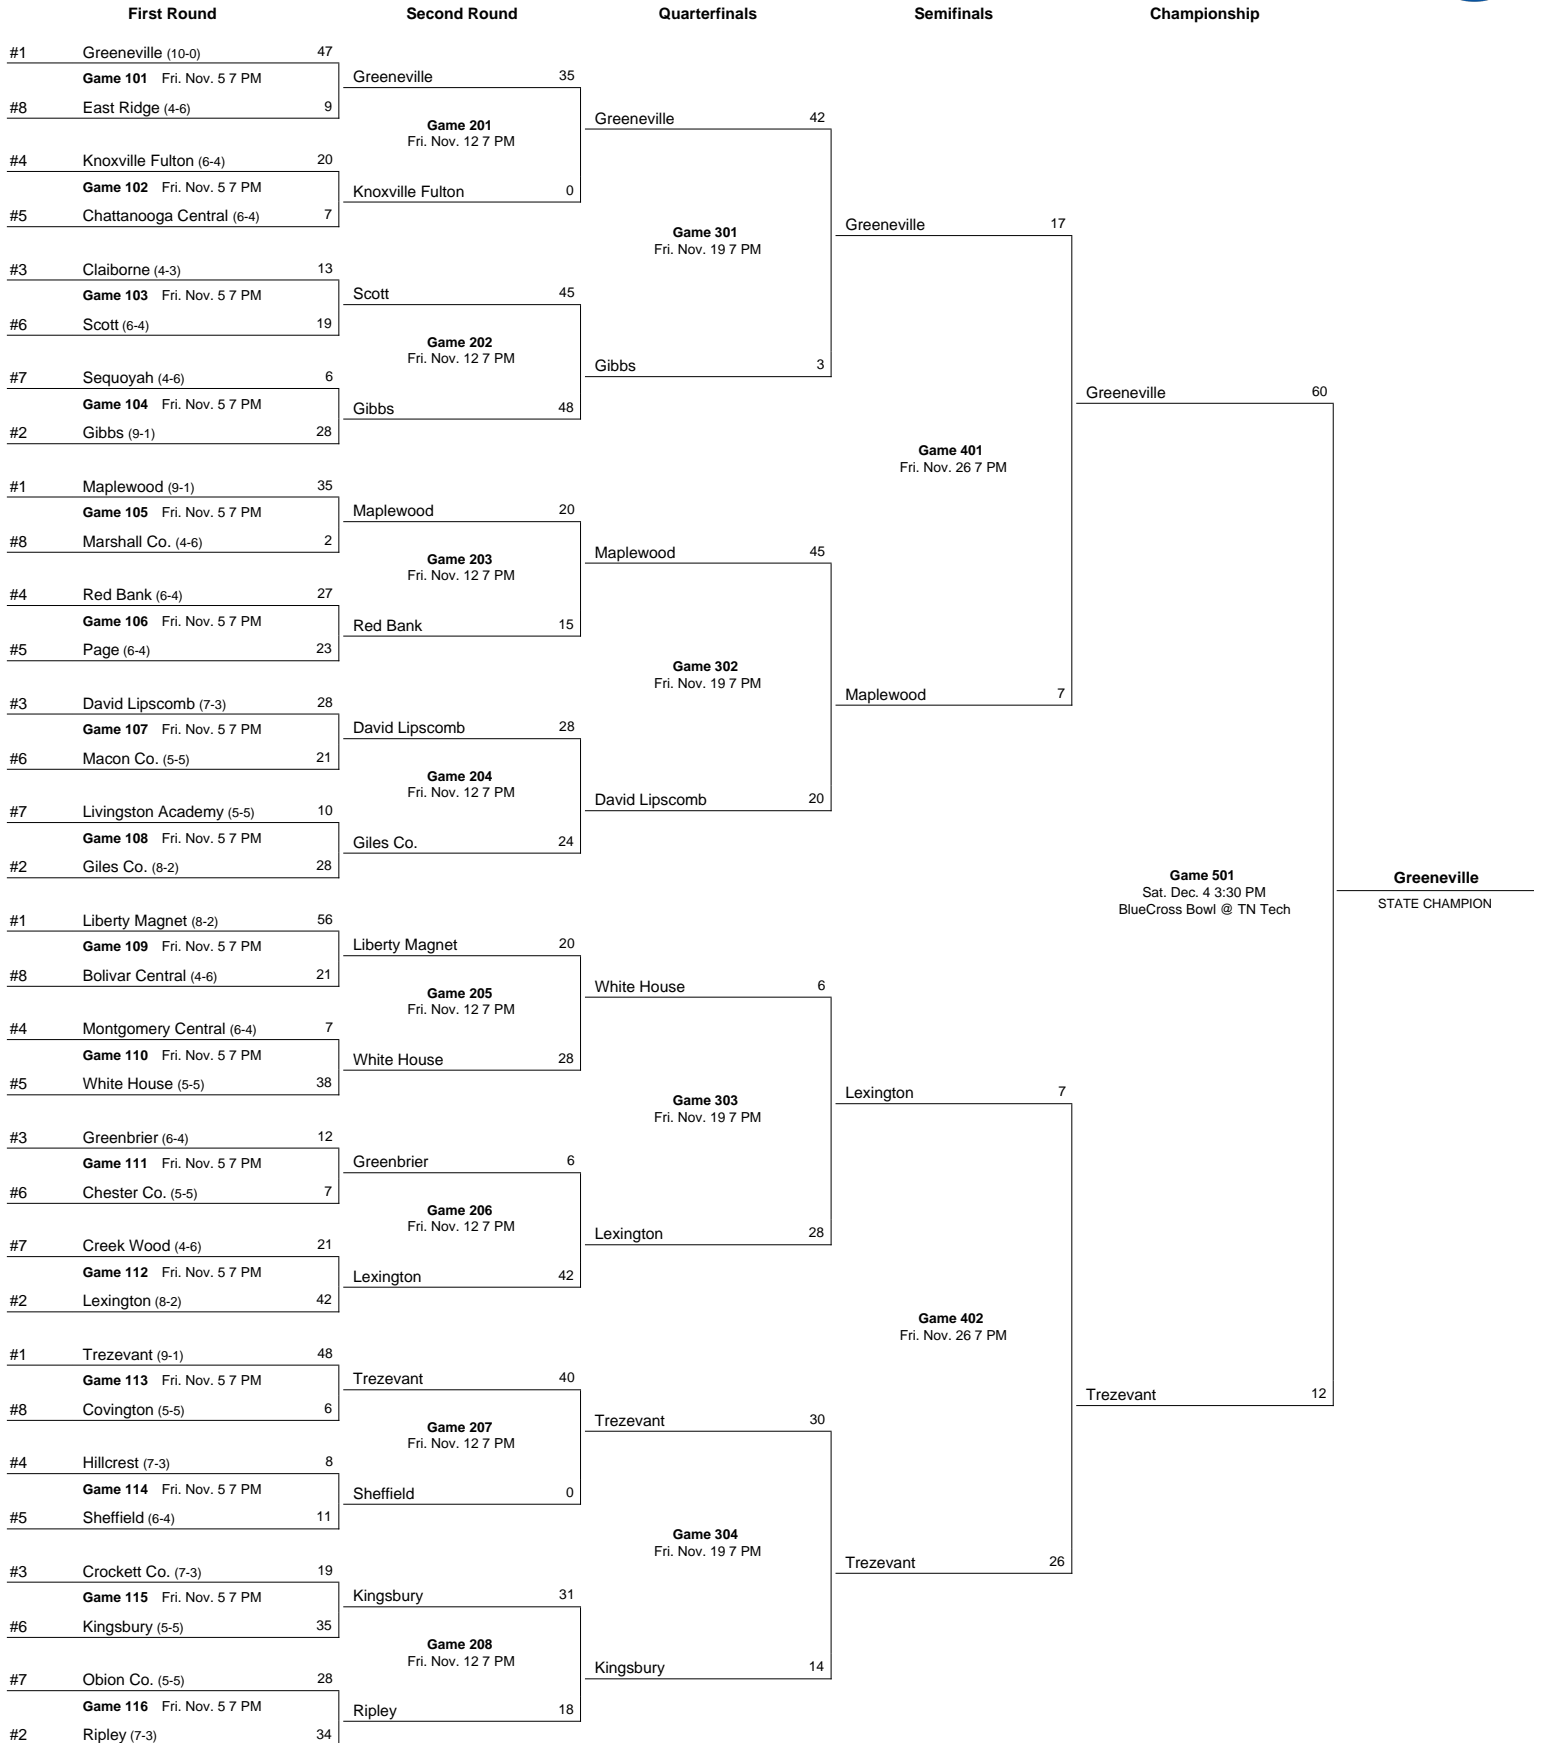 First Round Second Round Quarterfinals Semifinals Championship
#1 Greeneville (10-0) 47
Game 101 Fri. Nov. 5 7 PM
#8 East Ridge (4-6) 9
#4 Knoxville Fulton (6-4) 20
Game 102 Fri. Nov. 5 7 PM
#5 Chattanooga Central (6-4) 7
#3 Claiborne (4-3) 13
Game 103 Fri. Nov. 5 7 PM
#6 Scott (6-4) 19
#7 Sequoyah (4-6) 6
Game 104 Fri. Nov. 5 7 PM
#2 Gibbs (9-1) 28
#1 Maplewood (9-1) 35
Game 105 Fri. Nov. 5 7 PM
#8 Marshall Co. (4-6) 2
#4 Red Bank (6-4) 27
Game 106 Fri. Nov. 5 7 PM
#5 Page (6-4) 23
#3 David Lipscomb (7-3) 28
Game 107 Fri. Nov. 5 7 PM
#6 Macon Co. (5-5) 21
#7 Livingston Academy (5-5) 10
Game 108 Fri. Nov. 5 7 PM
#2 Giles Co. (8-2) 28
#1 Liberty Magnet (8-2) 56
Game 109 Fri. Nov. 5 7 PM
#8 Bolivar Central (4-6) 21
#4 Montgomery Central (6-4) 7
Game 110 Fri. Nov. 5 7 PM
#5 White House (5-5) 38
#3 Greenbrier (6-4) 12
Game 111 Fri. Nov. 5 7 PM
#6 Chester Co. (5-5) 7
#7 Creek Wood (4-6) 21
Game 112 Fri. Nov. 5 7 PM
#2 Lexington (8-2) 42
#1 Trezevant (9-1) 48
Game 113 Fri. Nov. 5 7 PM
#8 Covington (5-5) 6
#4 Hillcrest (7-3) 8
Game 114 Fri. Nov. 5 7 PM
#5 Sheffield (6-4) 11
#3 Crockett Co. (7-3) 19
Game 115 Fri. Nov. 5 7 PM
#6 Kingsbury (5-5) 35
#7 Obion Co. (5-5) 28
Game 116 Fri. Nov. 5 7 PM
#2 Ripley (7-3) 34
Greeneville 35
Game 201
Fri. Nov. 12 7 PM
Knoxville Fulton 0
Scott 45
Game 202
Fri. Nov. 12 7 PM
Gibbs 48
Maplewood 20
Game 203
Fri. Nov. 12 7 PM
Red Bank 15
David Lipscomb 28
Game 204
Fri. Nov. 12 7 PM
Giles Co. 24
Liberty Magnet 20
Game 205
Fri. Nov. 12 7 PM
White House 28
Greenbrier 6
Game 206
Fri. Nov. 12 7 PM
Lexington 42
Trezevant 40
Game 207
Fri. Nov. 12 7 PM
Sheffield 0
Kingsbury 31
Game 208
Fri. Nov. 12 7 PM
Ripley 18
Greeneville 42
Game 301
Fri. Nov. 19 7 PM
Gibbs 3
Maplewood 45
Game 302
Fri. Nov. 19 7 PM
David Lipscomb 20
White House 6
Game 303
Fri. Nov. 19 7 PM
Lexington 28
Trezevant 30
Game 304
Fri. Nov. 19 7 PM
Kingsbury 14
Greeneville 17
Game 401
Fri. Nov. 26 7 PM
Maplewood 7
Lexington 7
Game 402
Fri. Nov. 26 7 PM
Trezevant 26
Greeneville 60
Game 501
Sat. Dec. 4 3:30 PM
BlueCross Bowl @ TN Tech
Trezevant 12
Greeneville
STATE CHAMPION